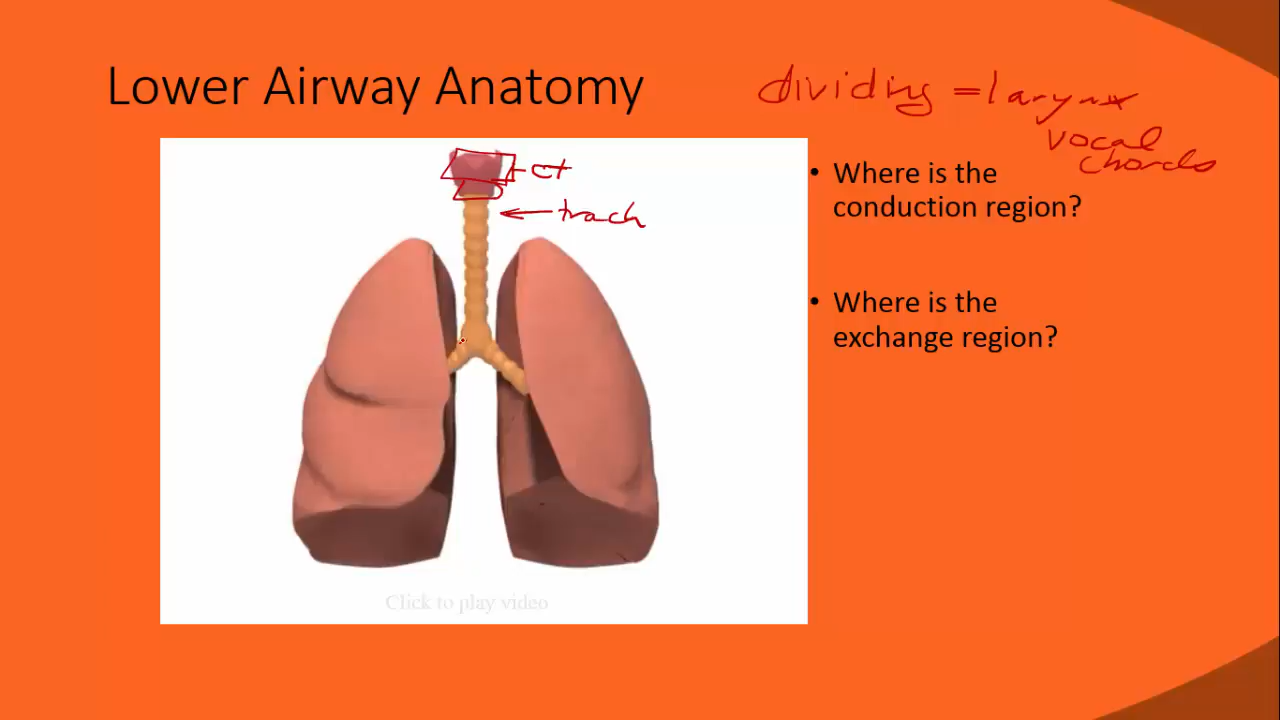 Lower Airway Anatomy
dividing = larynx
vocal
chords
ct
trach
• Where is the
conduction region?
• Where is the
exchange region?
Click to play video